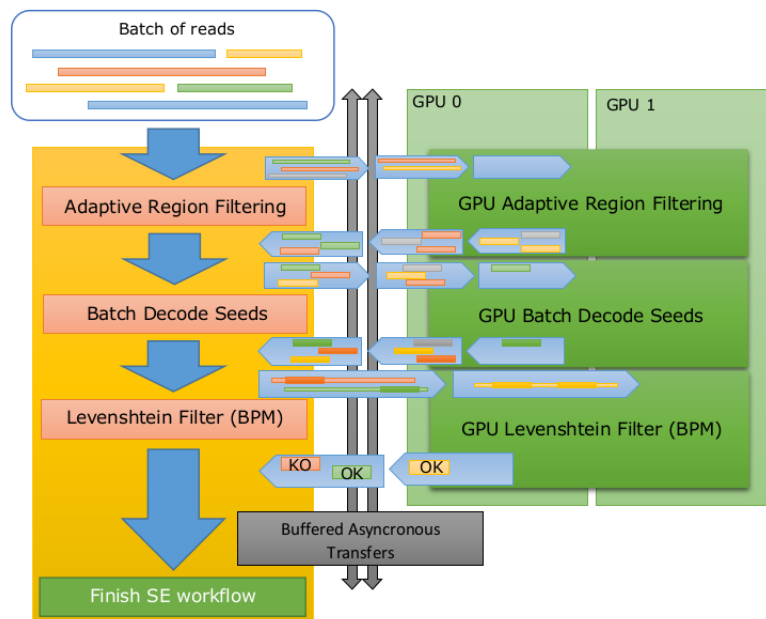 Batch of reads
GPU 0
GPU 1
Adaptive Region Filtering
GPU Adaptive Region Filtering
Batch Decode Seeds
GPU Batch Decode Seeds
Levenshtein Filter (BPM)
GPU Levenshtein Filter (BPM)
KO
OK
OK
Buffered Asyncronous
Transfers
Finish SE workflow